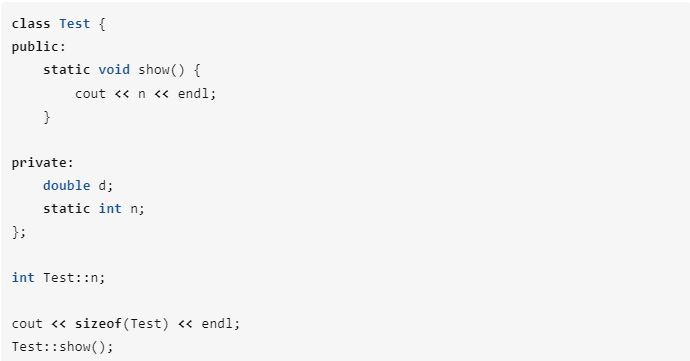 class Test {
public:
    static void show() {
        cout << n << endl;
    }
private:
    double d;
    static int n;
};
int Test::n;
cout << sizeof(Test) << endl;
Test::show();